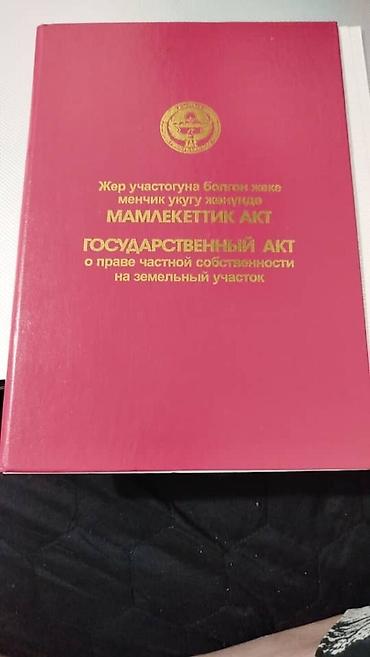 Жер участогуна болгон жеке
менчик укугу жөнүндө
МАМЛЕКЕТТИК АКТ
ГОСУДАРСТВЕННЫЙ АКТ
о праве частной собственности
на земельный участок